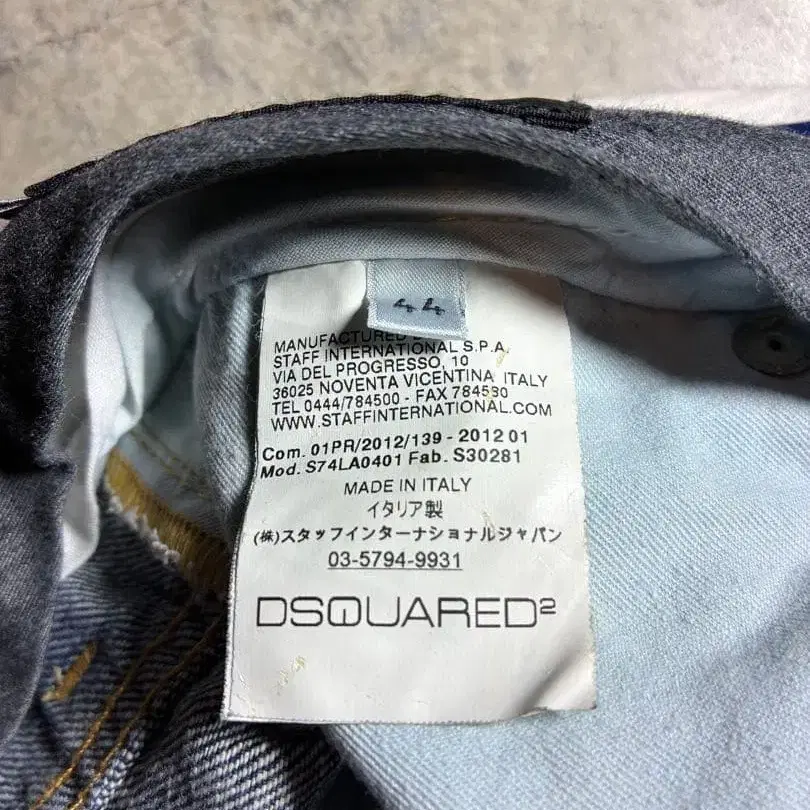 44
MANUFACTURED
STAFF INTERNATIONAL S.P.A.
VIA DEL PROGRESSO, 10
36025 NOVENTA VICENTINA ITALY
TEL 0444/784500 - FAX 784530
WWW.STAFFINTERNATIONAL.COM
Com. 01PR/2012/139 - 2012 01
Mod. S74LA0401 Fab. S30281
MADE IN ITALY
イタリア製
(株)スタッフインターナショナルジャパン
03-5794-9931
DSQUARED²